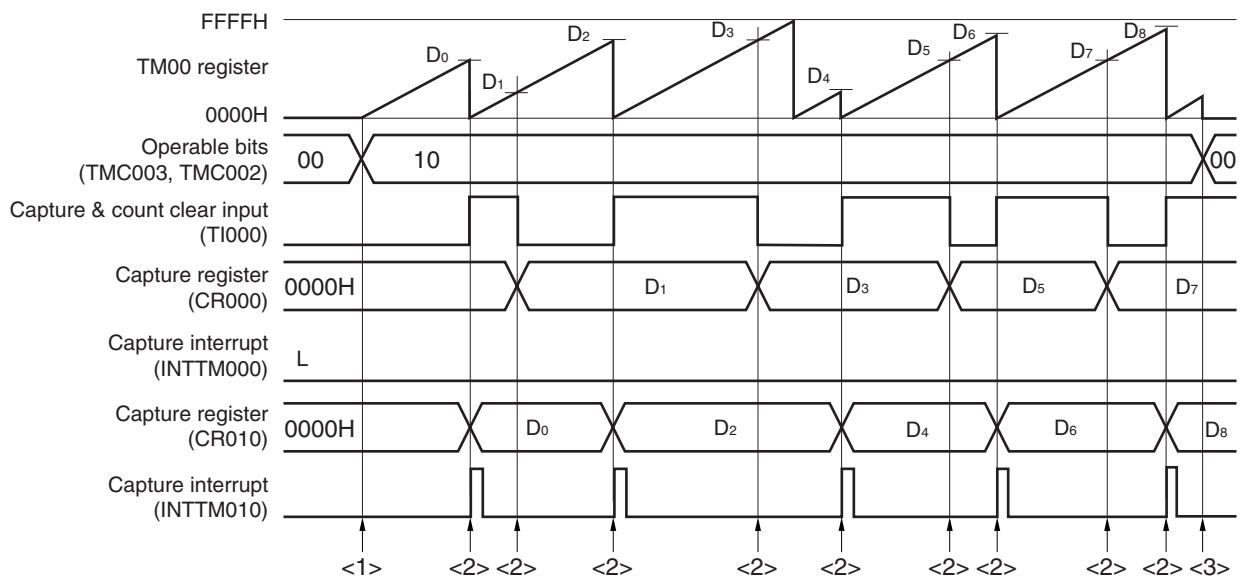 FFFFH
TM00 register
0000H
D0 D1 D2 D3 D4 D5 D6 D7 D8
Operable bits
(TMC003, TMC002)
00 10 00
Capture & count clear input
(TI000)
Capture register
(CR000)
0000H D1 D3 D5 D7
Capture interrupt
(INTTM000)
L
Capture register
(CR010)
0000H D0 D2 D4 D6 D8
Capture interrupt
(INTTM010)
<1> <2> <2> <2> <2> <2> <2> <2> <2> <2> <3>